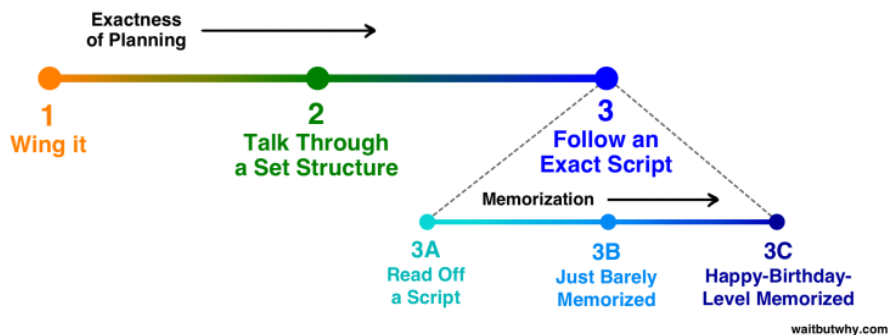 Exactness
of Planning
1
Wing it
2
Talk Through
a Set Structure
3
Follow an
Exact Script
Memorization
3A
Read Off
a Script
3B
Just Barely
Memorized
3C
Happy-Birthday-
Level Memorized
waitbutwhy.com